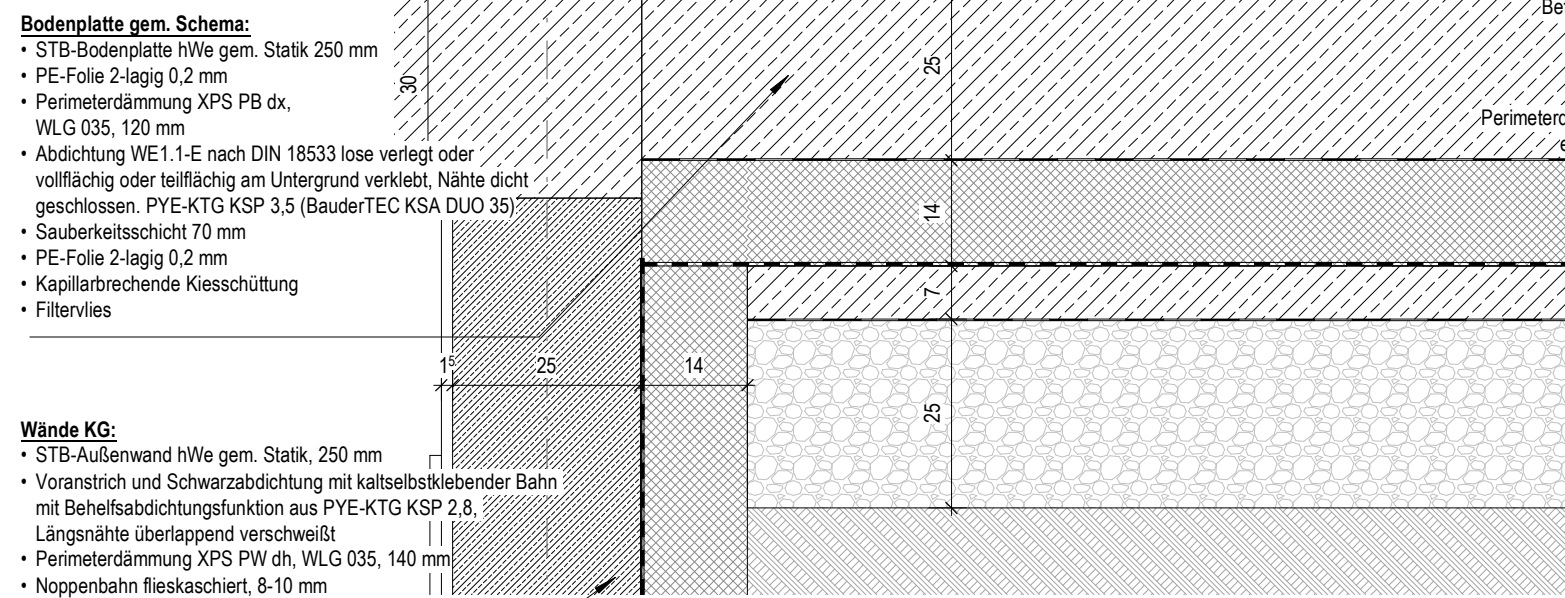 Bodenplatte gem. Schema:
• STB-Bodenplatte hWe gem. Statik 250 mm
• PE-Folie 2-lagig 0,2 mm
• Perimeterdämmung XPS PB dx,
WLG 035, 120 mm
• Abdichtung WE1.1-E nach DIN 18533 lose verlegt oder
vollflächig oder teilflächig am Untergrund verklebt, Nähte dicht
geschlossen. PYE-KTG KSP 3,5 (BauderTEC KSA DUO 35)
• Sauberkeitsschicht 70 mm
• PE-Folie 2-lagig 0,2 mm
• Kapillarbrechende Kiesschüttung
• Filtervlies
Wände KG:
• STB-Außenwand hWe gem. Statik, 250 mm
• Voranstrich und Schwarzabdichtung mit kaltselbstklebender Bahn
mit Behelfsabdichtungsfunktion aus PYE-KTG KSP 2,8,
Längsnähte überlappend verschweißt
• Perimeterdämmung XPS PW dh, WLG 035, 140 mm
• Noppenbahn flieskaschiert, 8-10 mm
30
1⁵
25
14
25
14
7
25
Perimeterd